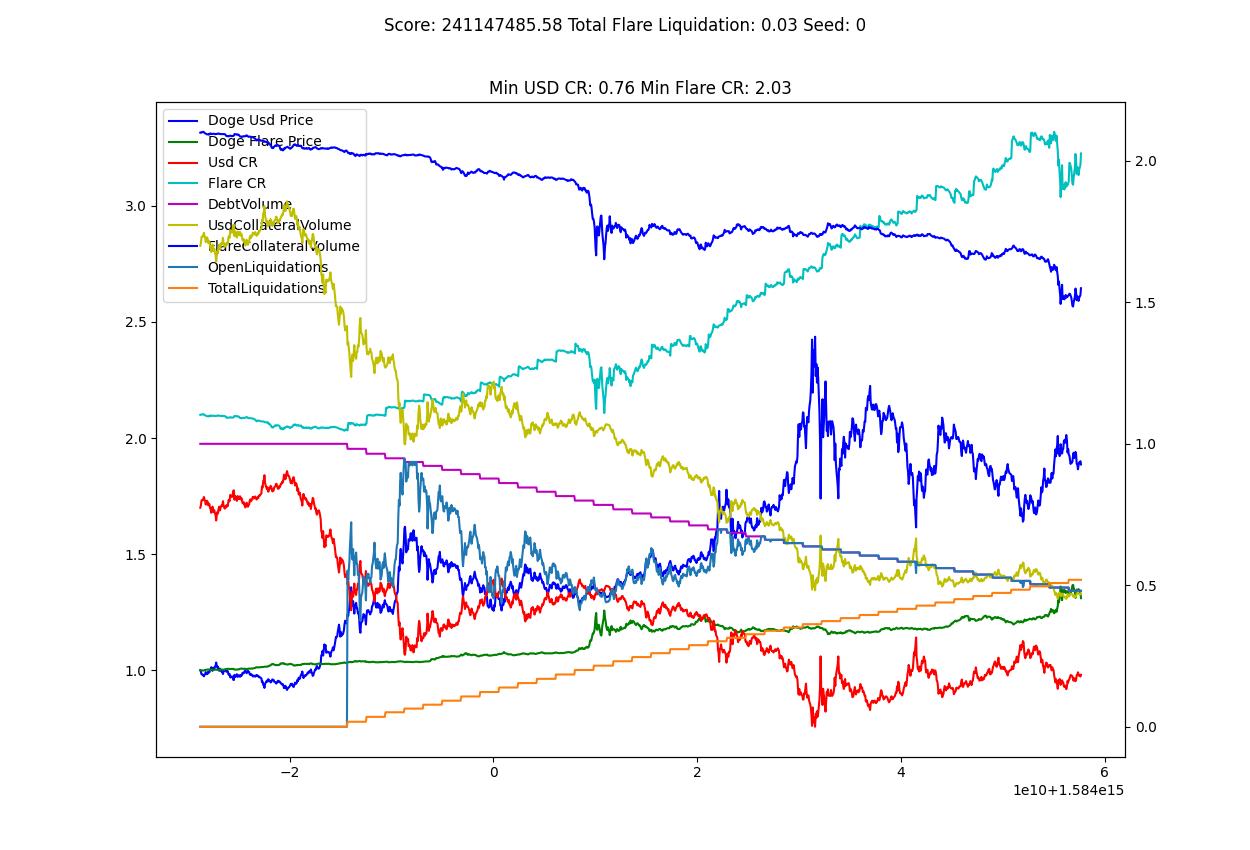 Score: 241147485.58 Total Flare Liquidation: 0.03 Seed: 0
Min USD CR: 0.76 Min Flare CR: 2.03
Doge Usd Price
Doge Flare Price
Usd CR
Flare CR
DebtVolume
UsdCollateralVolume
FlareCollateralVolume
OpenLiquidations
TotalLiquidations
3.0
2.5
2.0
1.5
1.0
2.0
1.5
1.0
0.5
0.0
−2
0
2
4
6
1e10+1.584e15